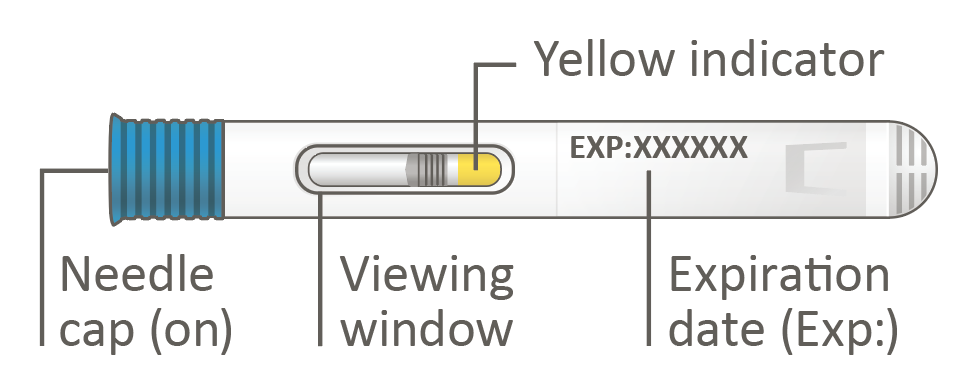 Yellow indicator
EXP:XXXXXX
Needle
cap (on)
Viewing
window
Expiration
date (Exp:)